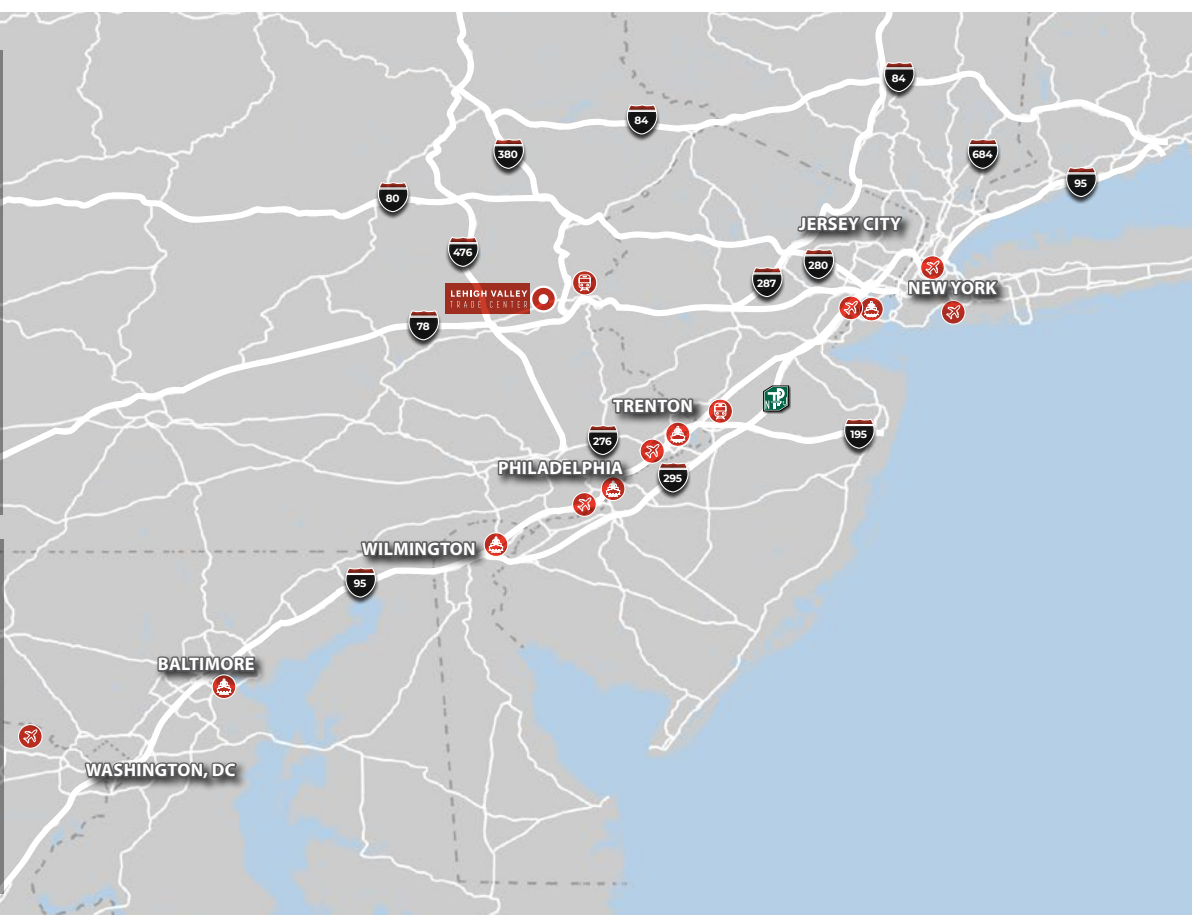 84
84
380
684
95
80
JERSEY CITY
476
280
287
NEW YORK
LEHIGH VALLEY
TRADE CENTER
78
TRENTON
276
195
PHILADELPHIA
295
WILMINGTON
95
BALTIMORE
WASHINGTON, DC